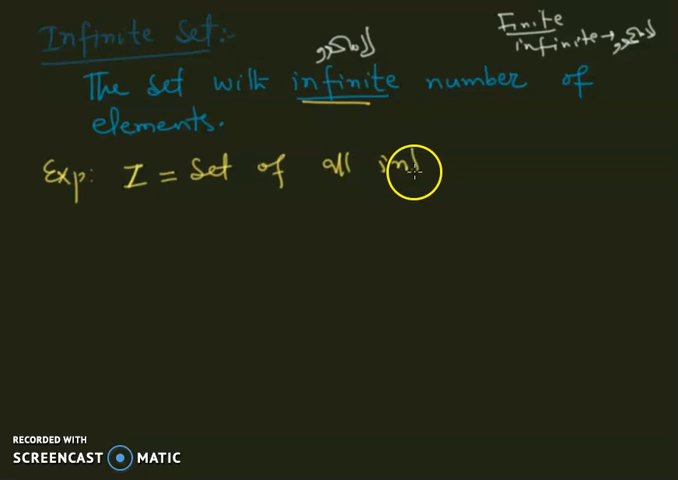 Infinite Set:-
Finite
infinite →
The set with infinite number of
elements.
Exp: Z = Set of all int
RECORDED WITH
SCREENCAST MATIC